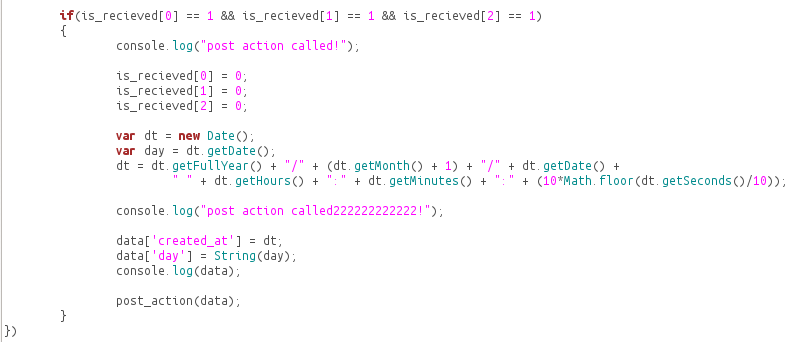 if(is_recieved[0] == 1 && is_recieved[1] == 1 && is_recieved[2] == 1)
{
console.log("post action called!");
is_recieved[0] = 0;
is_recieved[1] = 0;
is_recieved[2] = 0;
var dt = new Date();
var day = dt.getDate();
dt = dt.getFullYear() + "/" + (dt.getMonth() + 1) + "/" + dt.getDate() +
" " + dt.getHours() + ":" + dt.getMinutes() + ":" + (10*Math.floor(dt.getSeconds()/10));
console.log("post action called222222222222!");
data['created_at'] = dt;
data['day'] = String(day);
console.log(data);
post_action(data);
}
})